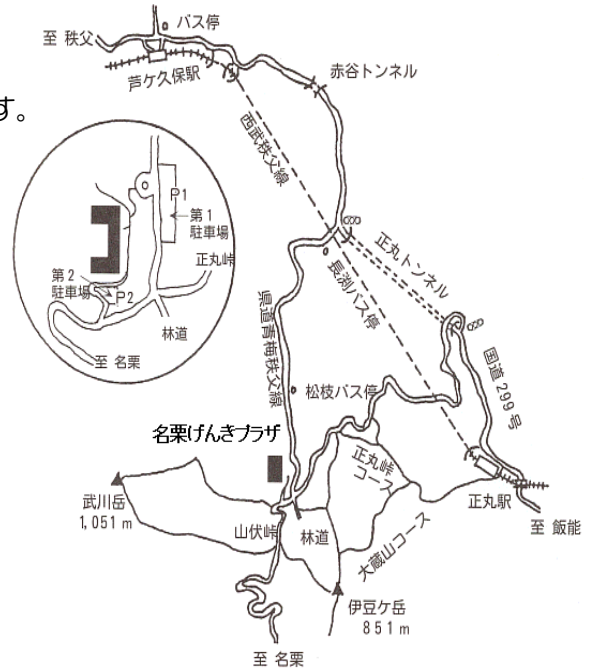 バス停
至 秩父
芦ケ久保駅
赤谷トンネル
す。
西武秩父線
P1
第1
駐車場
正丸峠
第2
駐車場
P2
林道
至 名栗
正丸トンネル
長渕バス停
県道青梅秩父線
国道299号
松枝バス停
名栗げんきプラザ
正丸峠
コース
正丸駅
至 飯能
武川岳
1,051m
山伏峠
林道
大蔵山コース
伊豆ケ岳
851m
至 名栗